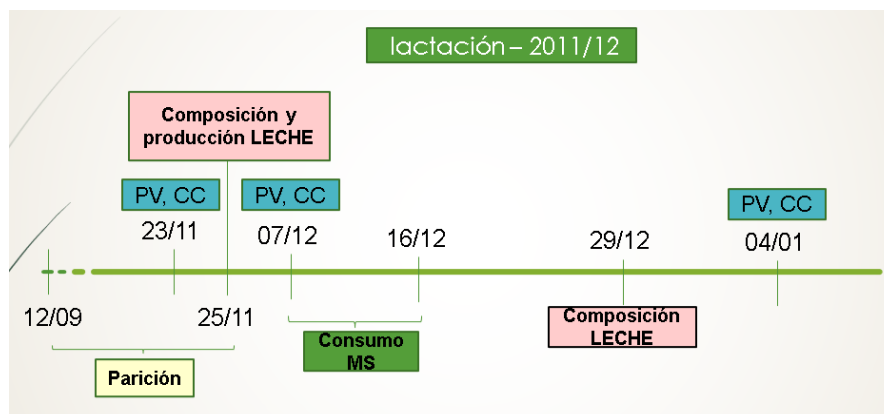 lactación – 2011/12
Composición y
producción LECHE
PV, CC
PV, CC
PV, CC
23/11
07/12
16/12
29/12
04/01
12/09
25/11
Consumo
MS
Composición
LECHE
Parición